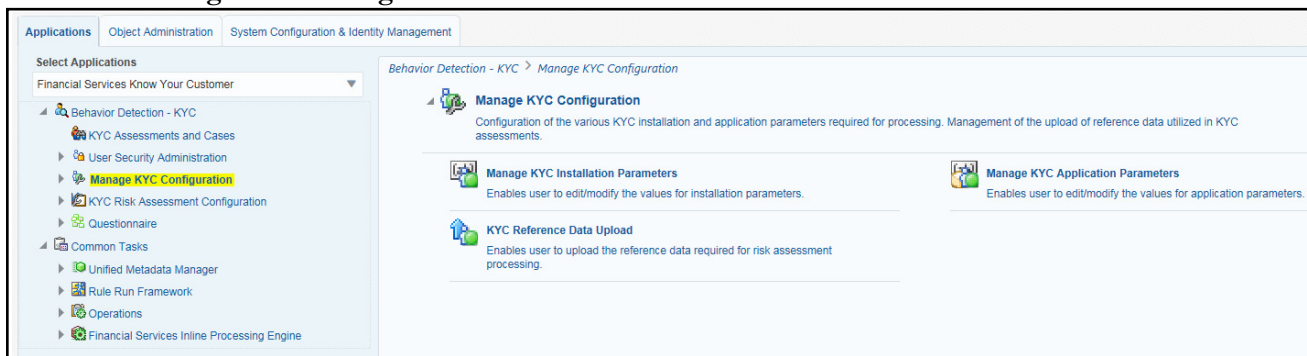 Applications
Object Administration
System Configuration & Identity Management
Select Applications
Financial Services Know Your Customer
Behavior Detection - KYC
KYC Assessments and Cases
User Security Administration
Manage KYC Configuration
KYC Risk Assessment Configuration
Questionnaire
Common Tasks
Unified Metadata Manager
Rule Run Framework
Operations
Financial Services Inline Processing Engine
Behavior Detection - KYC > Manage KYC Configuration
Manage KYC Configuration
Configuration of the various KYC installation and application parameters required for processing. Management of the upload of reference data utilized in KYC
assessments.
Manage KYC Installation Parameters
Enables user to edit/modify the values for installation parameters.
Manage KYC Application Parameters
Enables user to edit/modify the values for application parameters.
KYC Reference Data Upload
Enables user to upload the reference data required for risk assessment
processing.